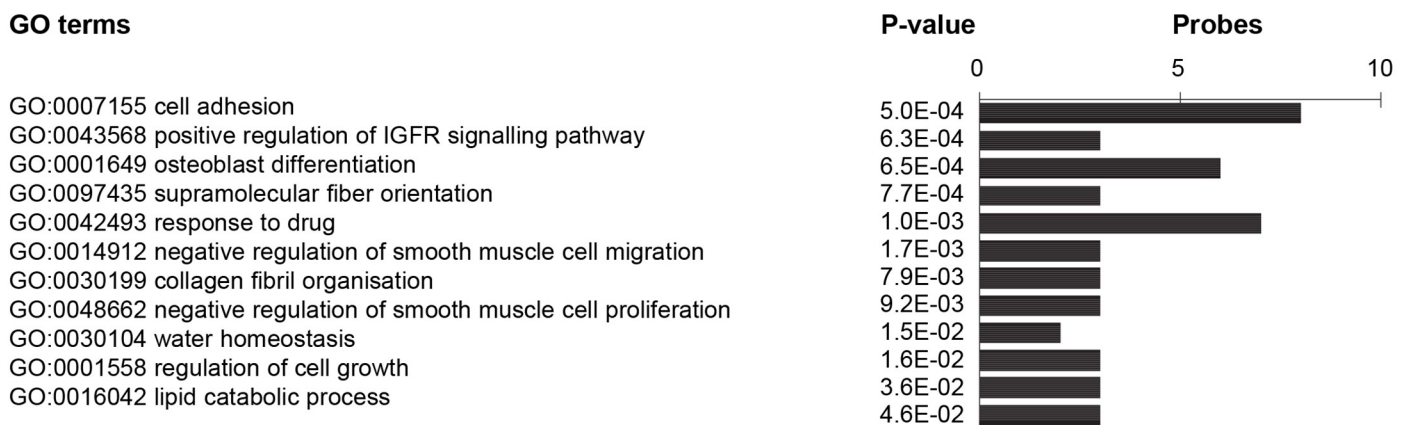 GO terms P-value Probes
0 5 10
GO:0007155 cell adhesion 5.0E-04
GO:0043568 positive regulation of IGFR signalling pathway 6.3E-04
GO:0001649 osteoblast differentiation 6.5E-04
GO:0097435 supramolecular fiber orientation 7.7E-04
GO:0042493 response to drug 1.0E-03
GO:0014912 negative regulation of smooth muscle cell migration 1.7E-03
GO:0030199 collagen fibril organisation 7.9E-03
GO:0048662 negative regulation of smooth muscle cell proliferation 9.2E-03
GO:0030104 water homeostasis 1.5E-02
GO:0001558 regulation of cell growth 1.6E-02
GO:0016042 lipid catabolic process 3.6E-02
4.6E-02